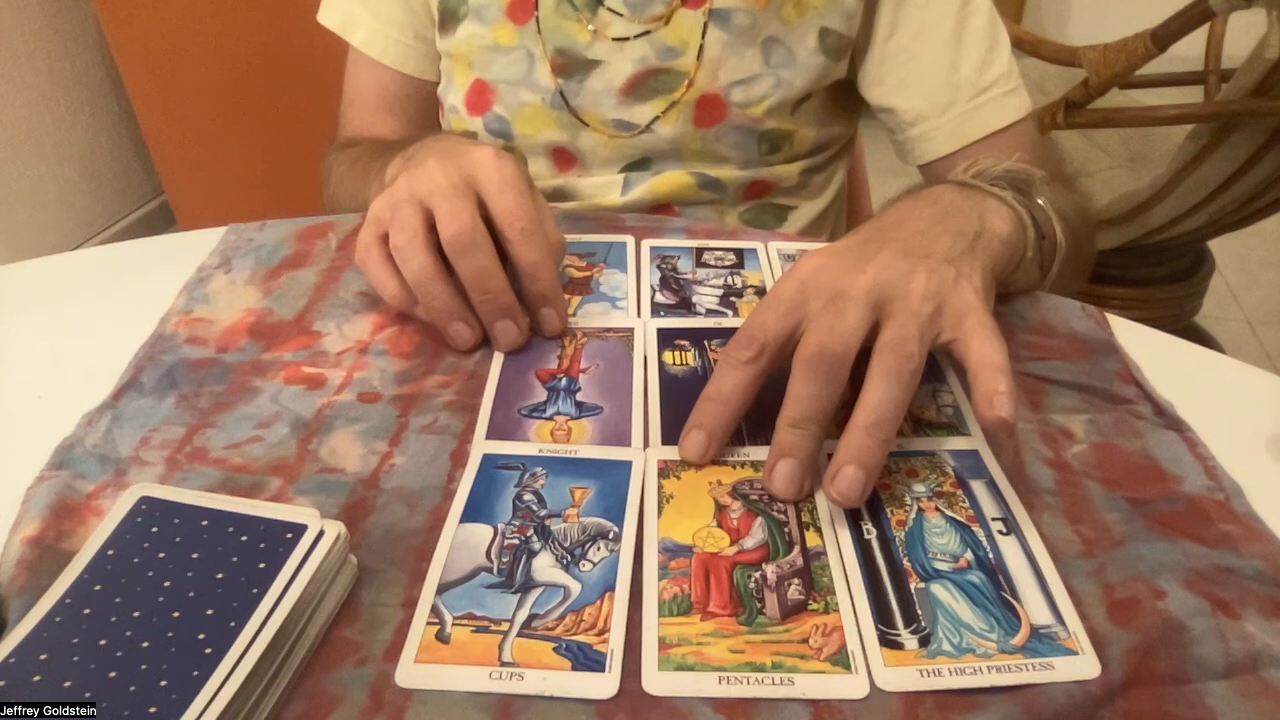 KNIGHT
QUEEN
B
J
CUPS
PENTACLES
THE HIGH PRIESTESS
Jeffrey Goldstein